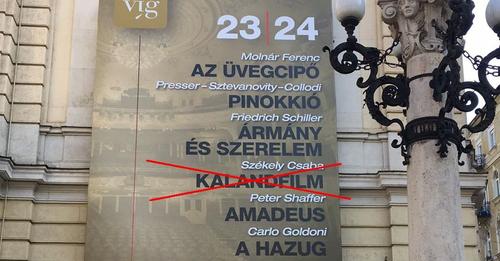 víg
23 24
Molnár Ferenc
AZ ÜVEGCIPŐ
Presser – Sztevanovity – Collodi
PINOKKIÓ
Friedrich Schiller
ÁRMÁNY
ÉS SZERELEM
Székely Csaba
KALANDFILM
Peter Shaffer
AMADEUS
Carlo Goldoni
A HAZUG